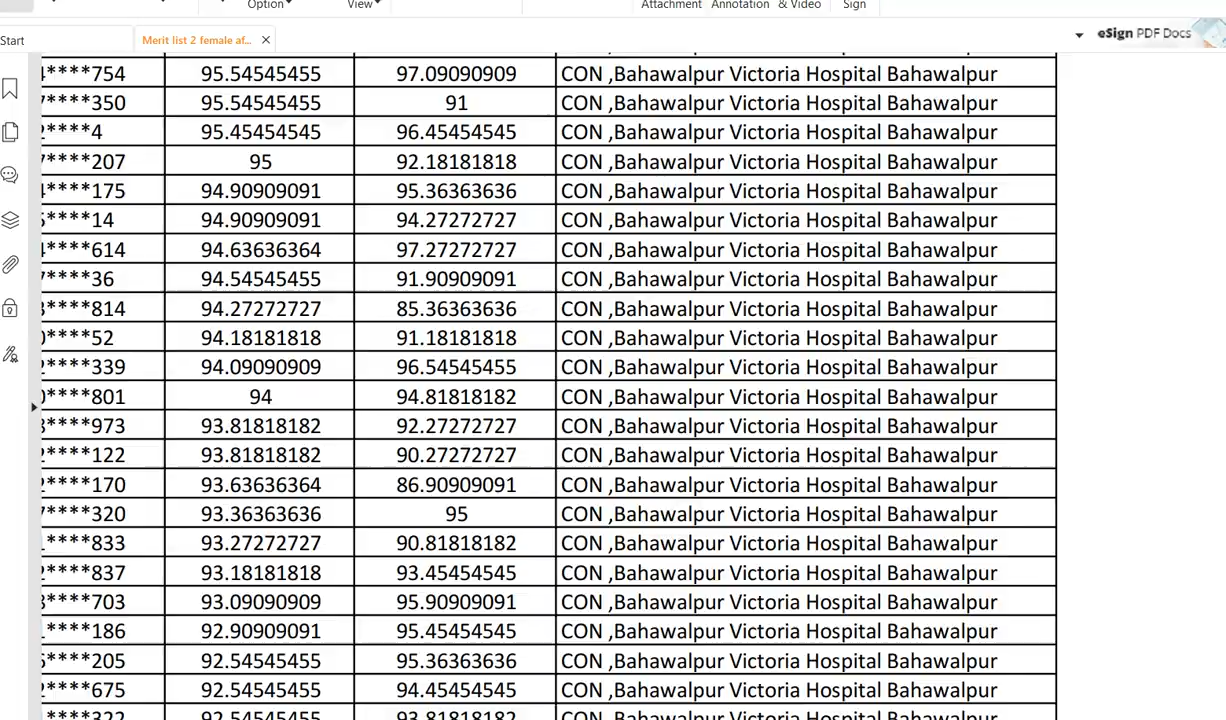 Option
View
Attachment Annotation & Video Sign
Start
Merit list 2 female af... ×
eSign PDF Docs
****754 95.54545455 97.09090909 CON ,Bahawalpur Victoria Hospital Bahawalpur
****350 95.54545455 91 CON ,Bahawalpur Victoria Hospital Bahawalpur
****4 95.45454545 96.45454545 CON ,Bahawalpur Victoria Hospital Bahawalpur
****207 95 92.18181818 CON ,Bahawalpur Victoria Hospital Bahawalpur
****175 94.90909091 95.36363636 CON ,Bahawalpur Victoria Hospital Bahawalpur
****14 94.90909091 94.27272727 CON ,Bahawalpur Victoria Hospital Bahawalpur
****614 94.63636364 97.27272727 CON ,Bahawalpur Victoria Hospital Bahawalpur
****36 94.54545455 91.90909091 CON ,Bahawalpur Victoria Hospital Bahawalpur
****814 94.27272727 85.36363636 CON ,Bahawalpur Victoria Hospital Bahawalpur
****52 94.18181818 91.18181818 CON ,Bahawalpur Victoria Hospital Bahawalpur
****339 94.09090909 96.54545455 CON ,Bahawalpur Victoria Hospital Bahawalpur
****801 94 94.81818182 CON ,Bahawalpur Victoria Hospital Bahawalpur
****973 93.81818182 92.27272727 CON ,Bahawalpur Victoria Hospital Bahawalpur
****122 93.81818182 90.27272727 CON ,Bahawalpur Victoria Hospital Bahawalpur
****170 93.63636364 86.90909091 CON ,Bahawalpur Victoria Hospital Bahawalpur
****320 93.36363636 95 CON ,Bahawalpur Victoria Hospital Bahawalpur
****833 93.27272727 90.81818182 CON ,Bahawalpur Victoria Hospital Bahawalpur
****837 93.18181818 93.45454545 CON ,Bahawalpur Victoria Hospital Bahawalpur
****703 93.09090909 95.90909091 CON ,Bahawalpur Victoria Hospital Bahawalpur
****186 92.90909091 95.45454545 CON ,Bahawalpur Victoria Hospital Bahawalpur
****205 92.54545455 95.36363636 CON ,Bahawalpur Victoria Hospital Bahawalpur
****675 92.54545455 94.45454545 CON ,Bahawalpur Victoria Hospital Bahawalpur
****322 92.54545455 93.81818182 CON ,Bahawalpur Victoria Hospital Bahawalpur